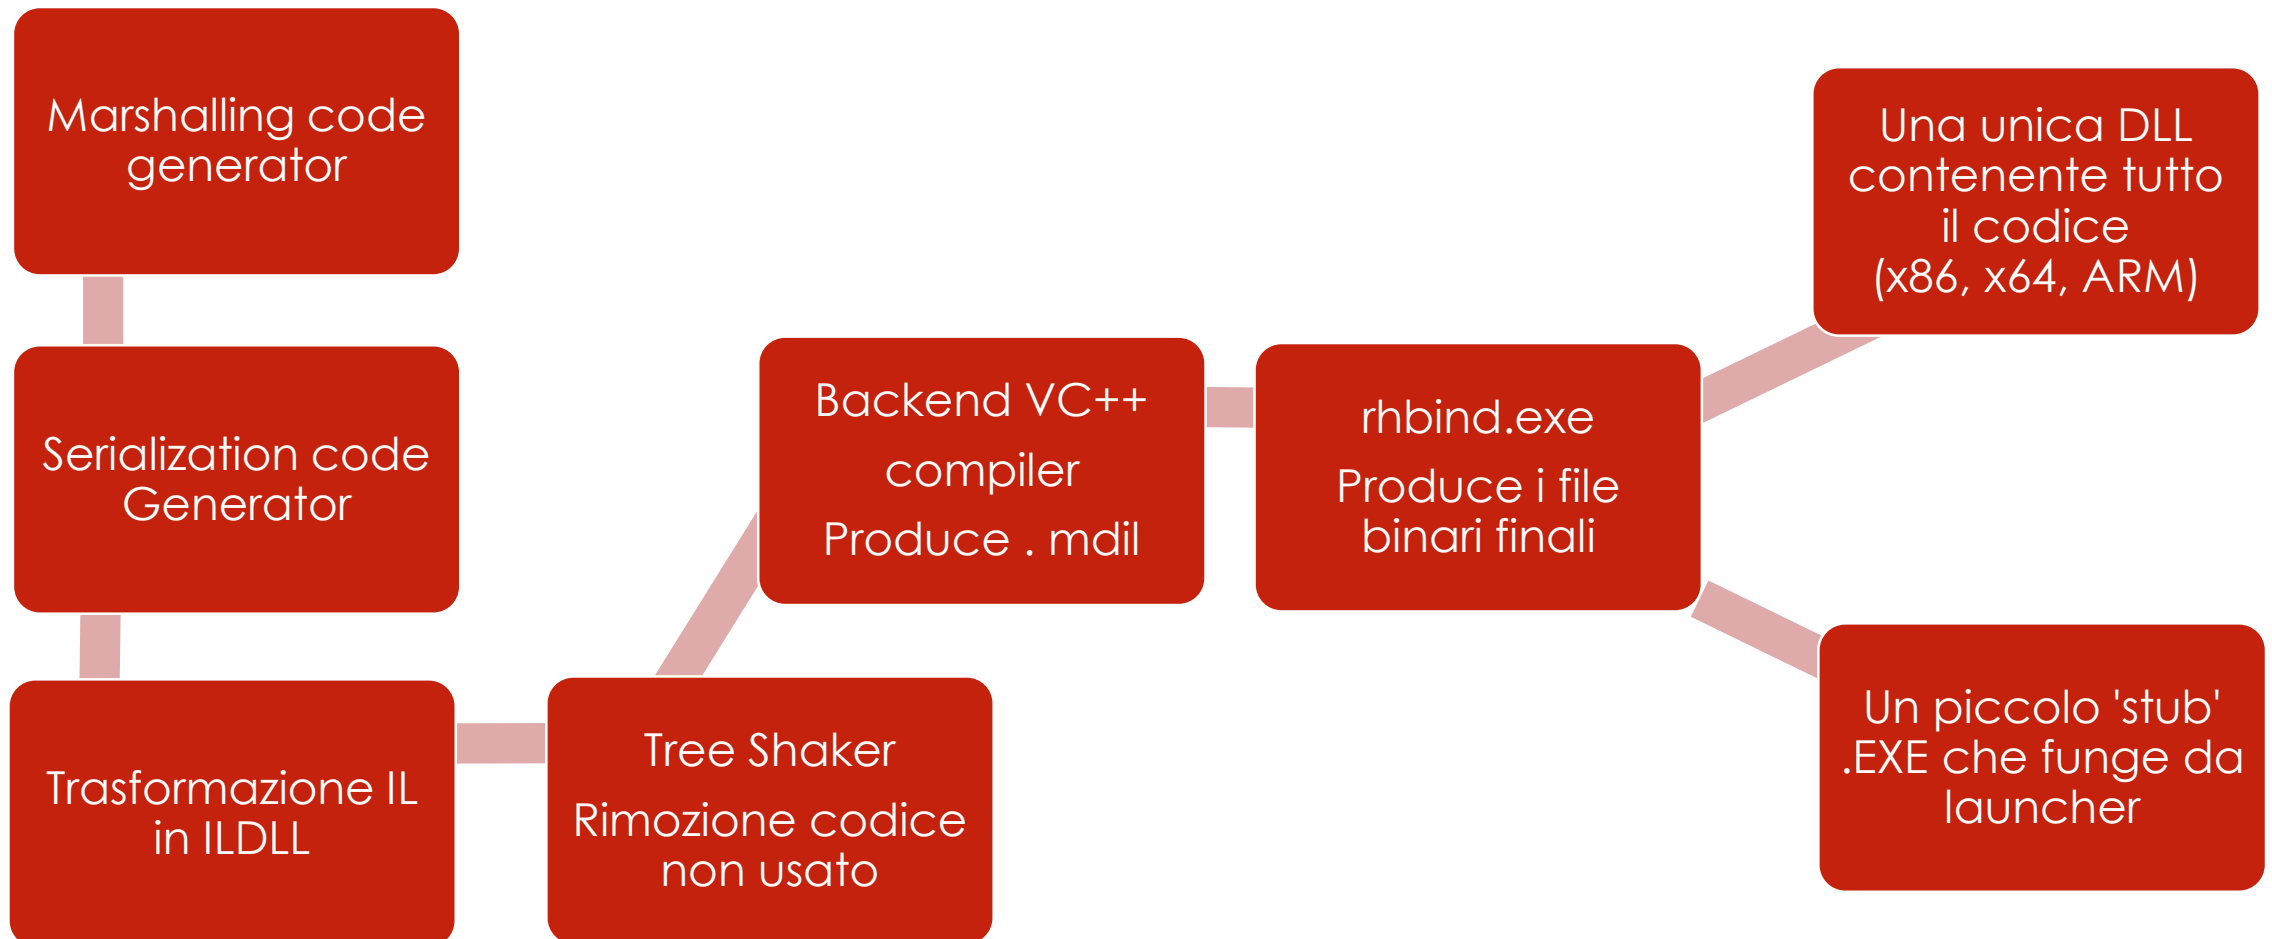 Marshalling code
generator
Serialization code
Generator
Trasformazione IL
in ILDLL
Tree Shaker
Rimozione codice
non usato
Backend VC++
compiler
Produce . mdil
rhbind.exe
Produce i file
binari finali
Una unica DLL
contenente tutto
il codice
(x86, x64, ARM)
Un piccolo 'stub'
.EXE che funge da
launcher